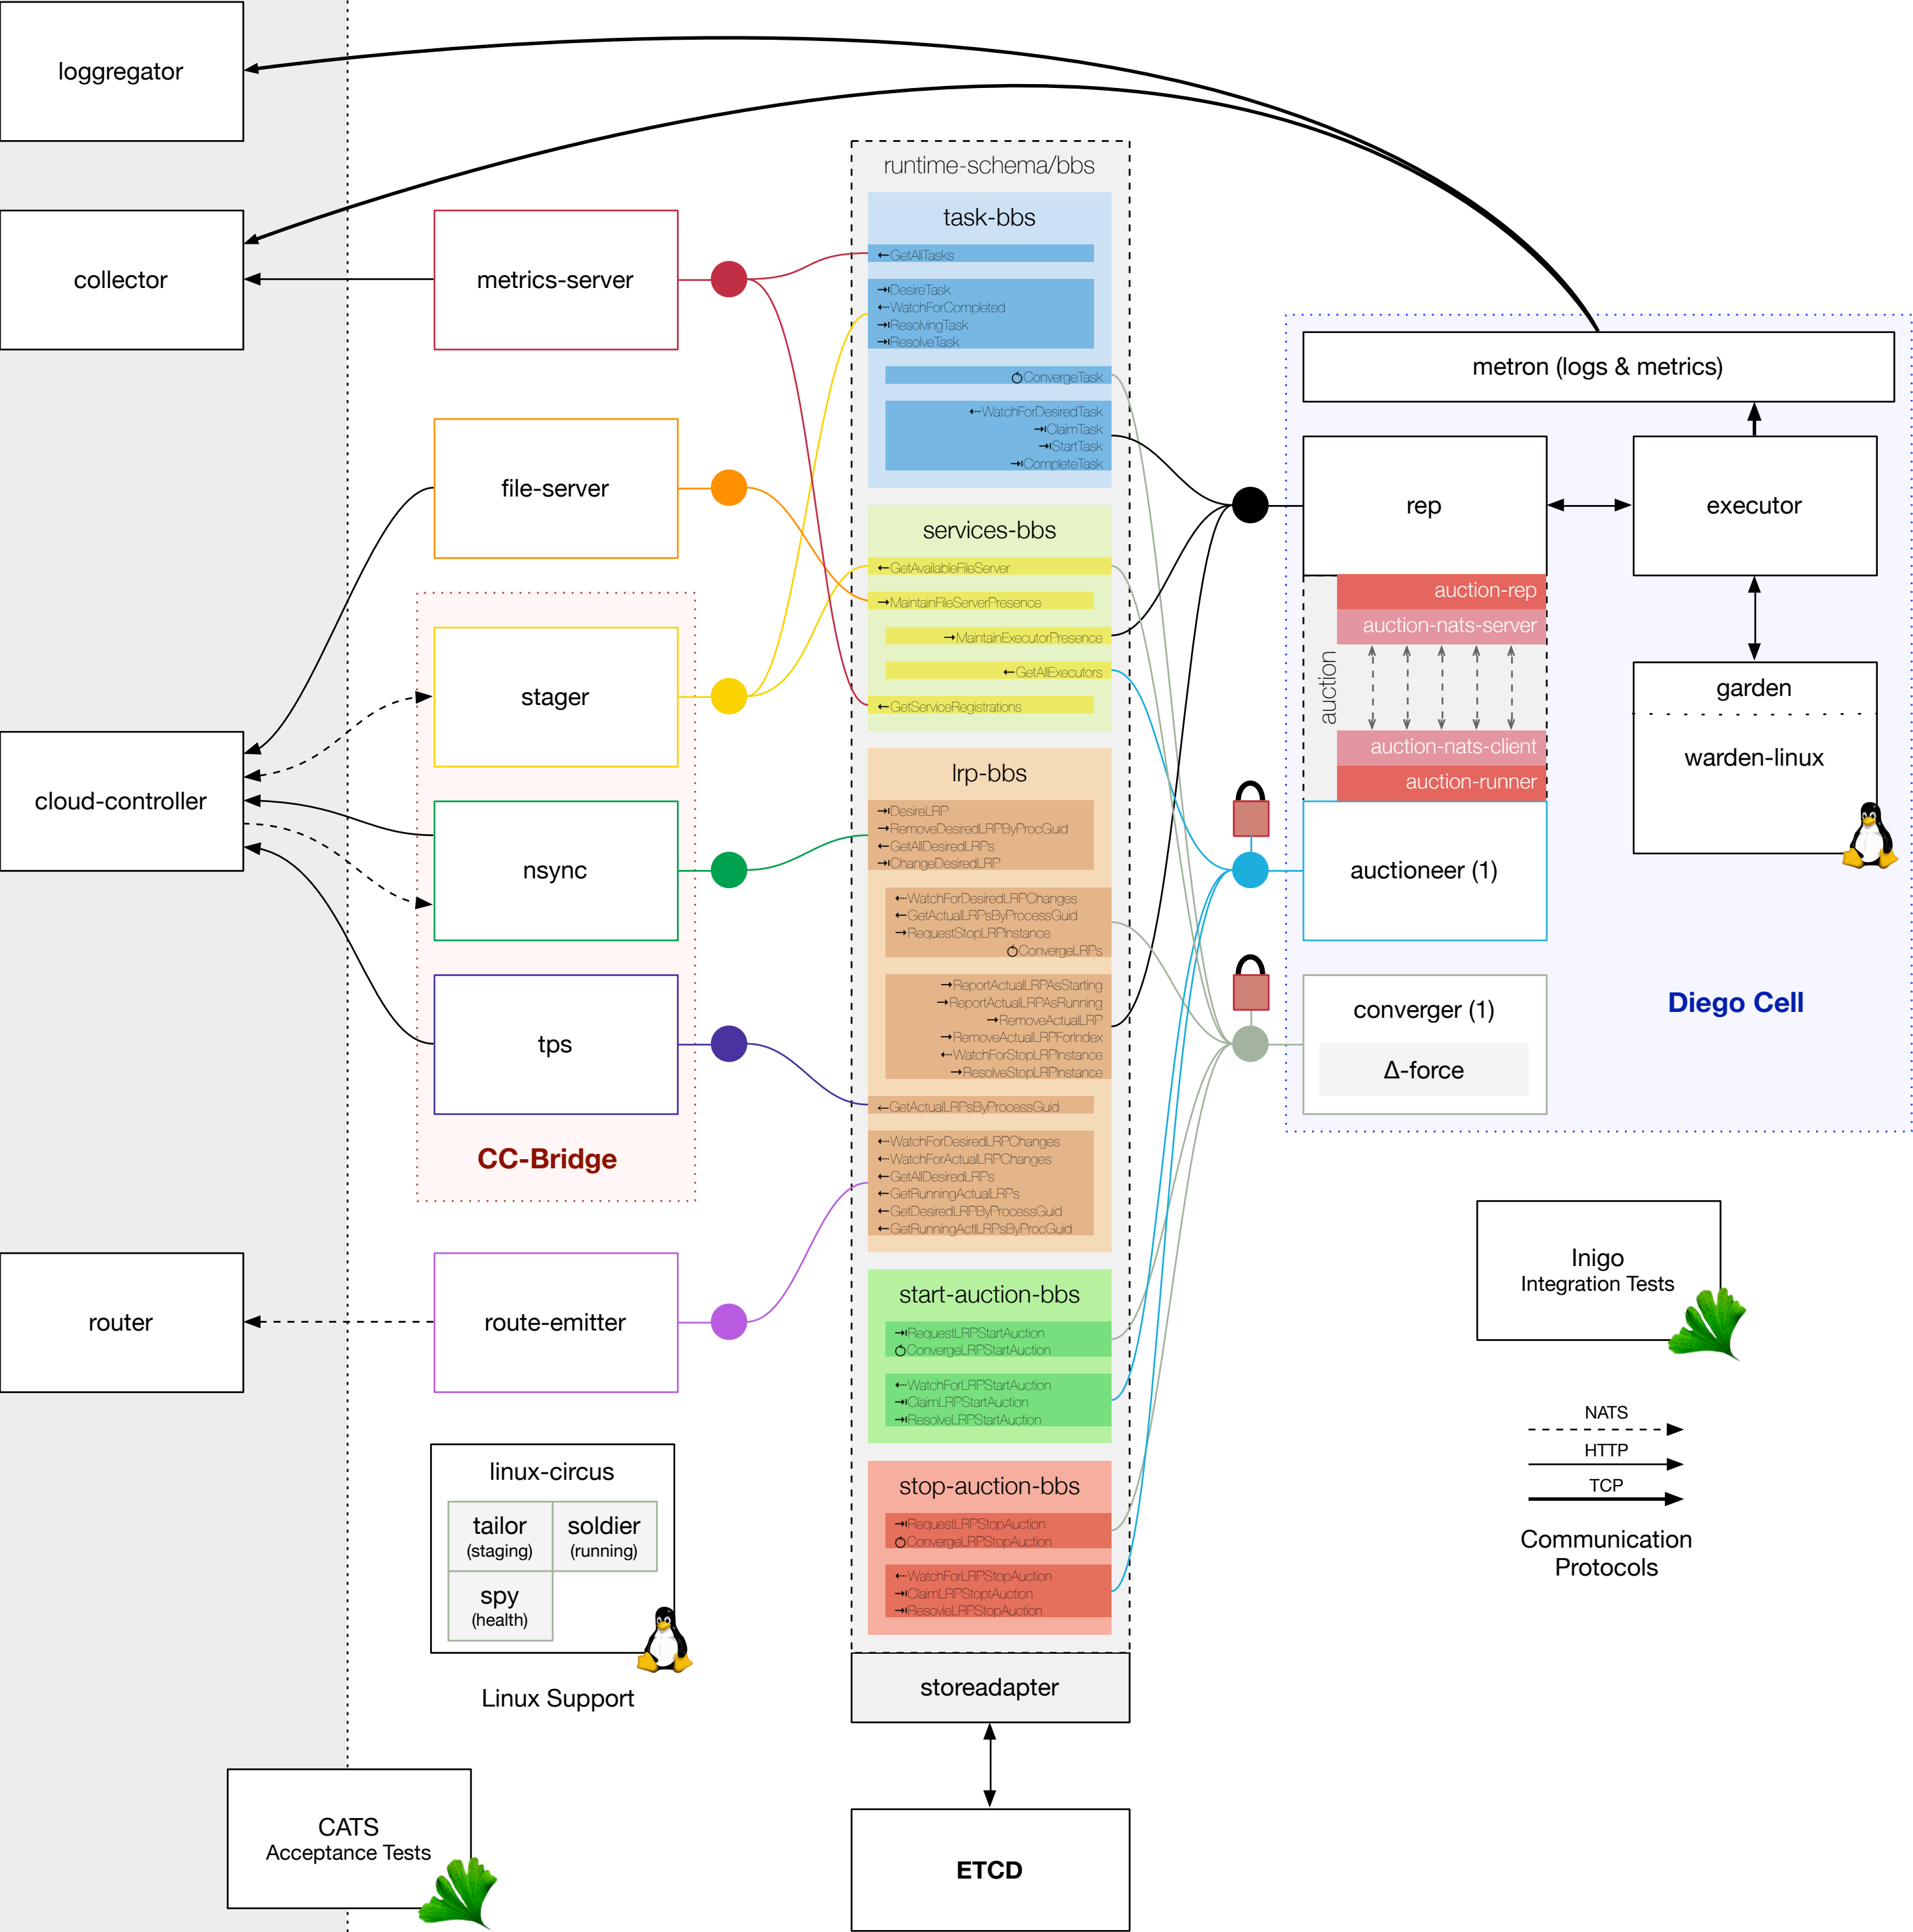 loggregator
collector
cloud-controller
router
metrics-server
file-server
stager
nsync
tps
CC-Bridge
route-emitter
linux-circus
tailor
(staging)
soldier
(running)
spy
(health)
Linux Support
CATS
Acceptance Tests
runtime-schema/bbs
task-bbs
GetAllTasks
DesireTask
WatchForCompleted
ResolvingTask
ResolveTask
ConvergeTask
WatchForDesiredTask
ClaimTask
StartTask
CompleteTask
services-bbs
GetAvailableFileServer
MaintainFileServerPresence
MaintainExecutorPresence
GetAllExecutors
GetServiceRegistrations
lrp-bbs
DesireLRP
RemoveDesiredLRPByProcGuid
GetAllDesiredLRPs
ChangeDesiredLRP
WatchForDesiredLRPChanges
GetActualLRPsByProcessGuid
RequestStopLRPInstance
ConvergeLRPs
ReportActualLRPAsStarting
ReportActualLRPAsRunning
RemoveActualLRP
RemoveActualLRPForIndex
WatchForStopLRPInstance
ResolveStopLRPInstance
GetActualLRPsByProcessGuid
WatchForDesiredLRPChanges
WatchForActualLRPChanges
GetAllDesiredLRPs
GetRunningActualLRPs
GetDesiredLRPByProcessGuid
GetRunningActlLRPsByProcGuid
start-auction-bbs
RequestLRPStartAuction
ConvergeLRPStartAuction
WatchForLRPStartAuction
ClaimLRPStartAuction
ResolveLRPStartAuction
stop-auction-bbs
RequestLRPStopAuction
ConvergeLRPStopAuction
WatchForLRPStopAuction
ClaimLRPStoptAuction
ResovleLRPStopAuction
storeadapter
ETCD
metron (logs & metrics)
rep
executor
auction-rep
auction-nats-server
auction
auction-nats-client
auction-runner
garden
warden-linux
auctioneer (1)
converger (1)
Δ-force
Diego Cell
Inigo
Integration Tests
NATS
HTTP
TCP
Communication
Protocols